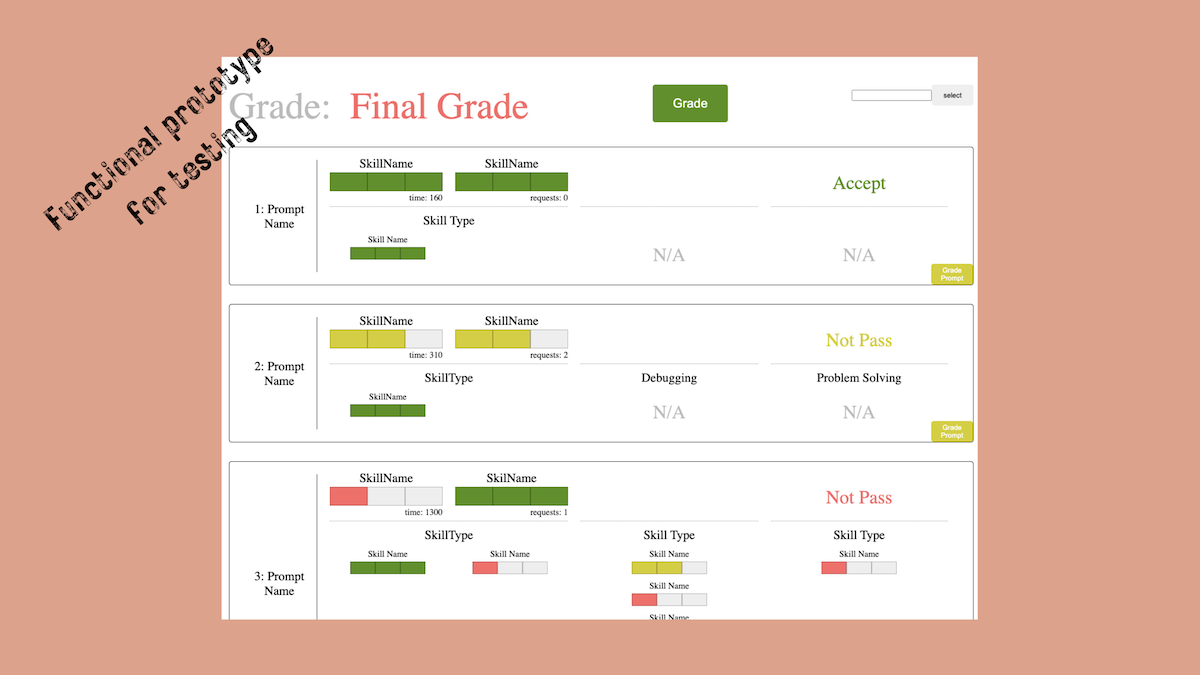 Functional prototype
for testing
Grade: Final Grade
Grade
select
SkillName
SkillName
time: 160
requests: 0
Accept
1: Prompt
Name
Skill Type
Skill Name
N/A
N/A
Grade
Prompt
SkillName
SkillName
time: 310
requests: 2
Not Pass
2: Prompt
Name
SkillType
Debugging
Problem Solving
SkillName
N/A
N/A
Grade
Prompt
SkillName
SkilName
time: 1300
requests: 1
Not Pass
3: Prompt
Name
SkillType
Skill Type
Skill Type
Skill Name
Skill Name
Skill Name
Skill Name
Skill Name
Skill Name